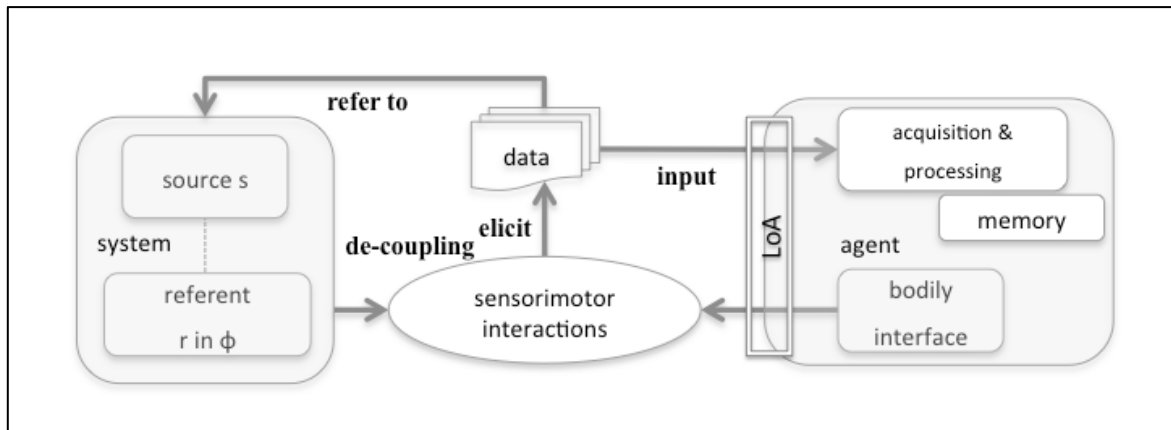 refer to
source s
system
referent
r in ϕ
de-coupling
elicit
data
sensorimotor
interactions
input
LoA
acquisition &
processing
memory
agent
bodily
interface